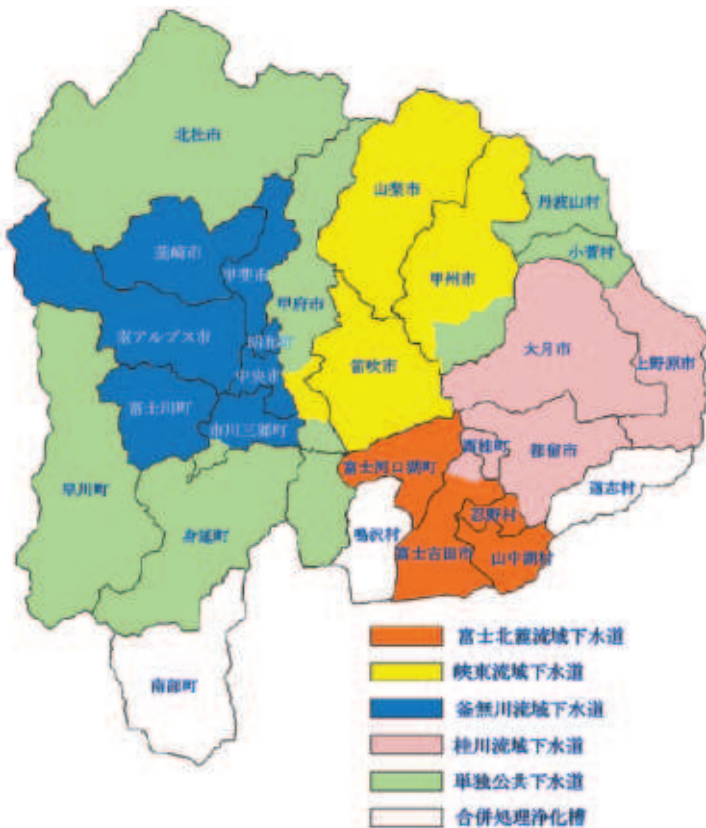 北杜市
山梨市
丹波山村
小菅村
韮崎市
甲斐市
甲州市
甲府市
南アルプス市
昭和町
大月市
上野原市
笛吹市
中央市
富士川町
市川三郷町
西桂町
都留市
富士河口湖町
道志村
早川町
忍野村
身延町
鳴沢村
富士吉田市
山中湖村
南部町
富士北麓流域下水道
峡東流域下水道
釜無川流域下水道
桂川流域下水道
単独公共下水道
合併処理浄化槽